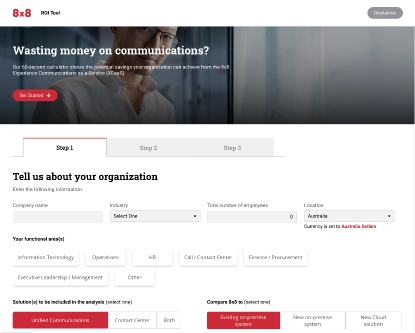 8x8 ROI Tool Disclaimer
Wasting money on communications?
Our 60-second calculator shows the potential savings your organization can achieve from the 8x8
Experience Communications as a Service (XCaaS)
Get Started
Step 1 Step 2 Step 3
Tell us about your organization
Enter the following information.
Company name Industry Total number of employees Location
Select One 0 Australia
Currency is set to Australia Dollars
Your functional area(s)
Information Technology Operations HR Call / Contact Center Finance / Procurement
Executive Leadership / Management Other
Solution(s) to be included in the analysis (select one) Compare 8x8 to (select one)
Unified Communications Contact Center Both
Existing on-premise system New on-premise system New Cloud solution